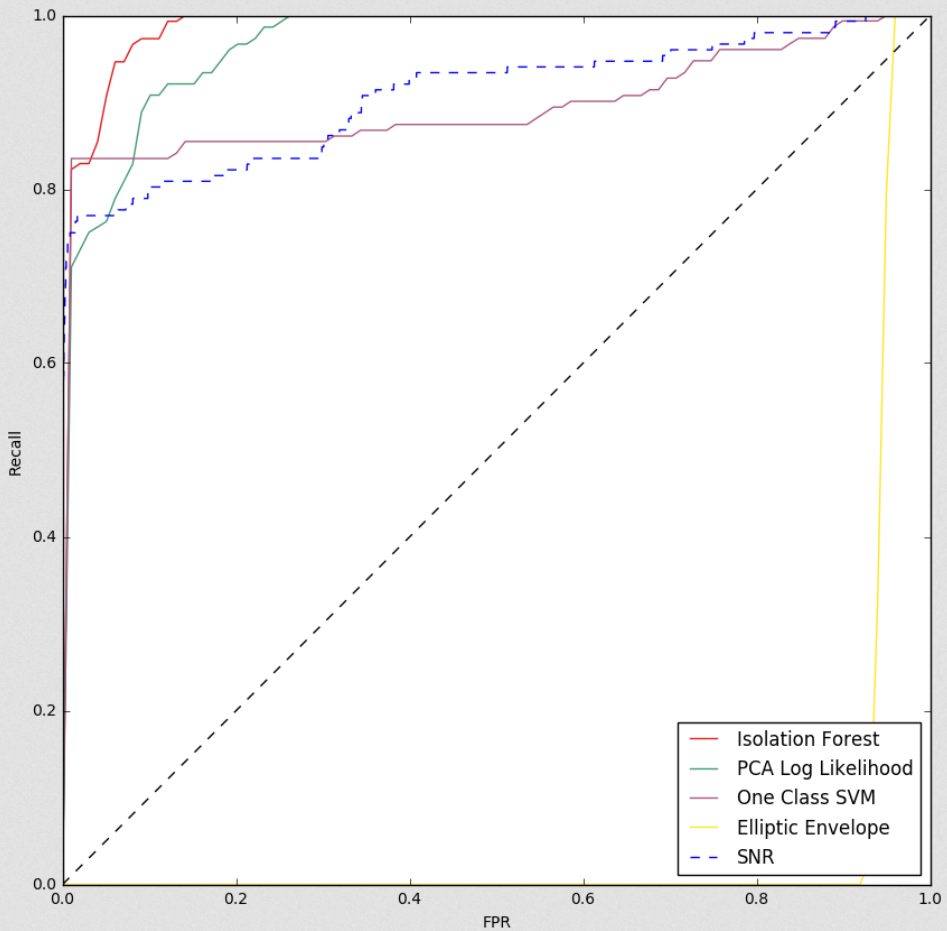 1.0
0.8
0.6
0.4
0.2
0.0
Recall
0.0 0.2 0.4 0.6 0.8 1.0
FPR
Isolation Forest
PCA Log Likelihood
One Class SVM
Elliptic Envelope
SNR